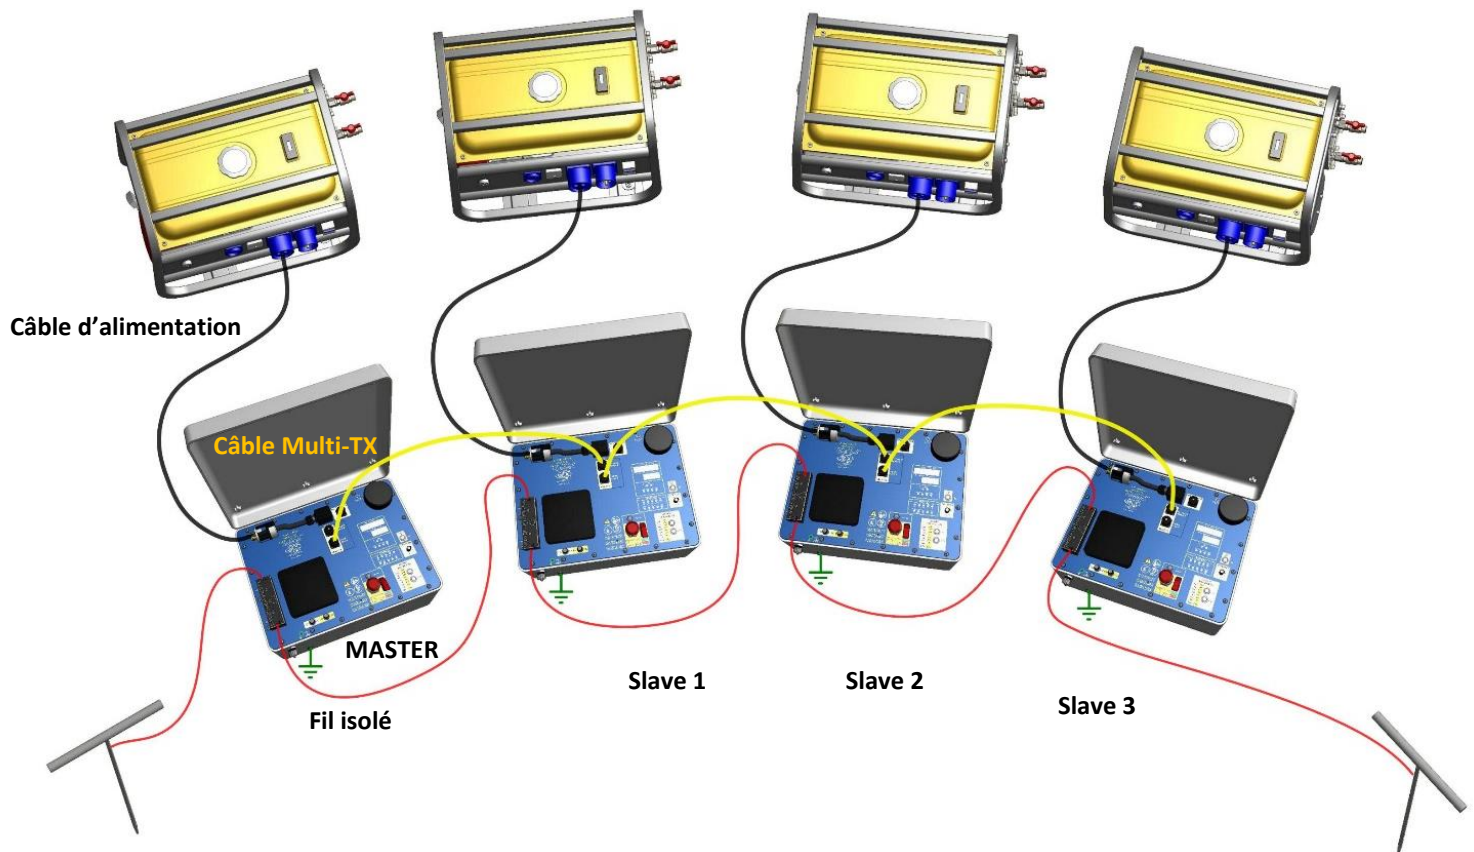 Câble d’alimentation
Câble Multi-TX
MASTER
Slave 1
Slave 2
Slave 3
Fil isolé